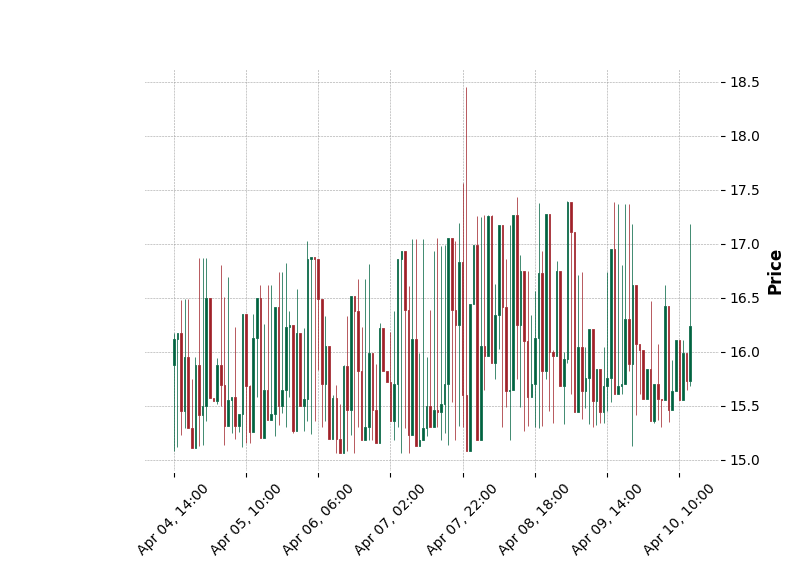 18.5
18.0
17.5
17.0
16.5
16.0
15.5
15.0
Price
Apr 04, 14:00
Apr 05, 10:00
Apr 06, 06:00
Apr 07, 02:00
Apr 07, 22:00
Apr 08, 18:00
Apr 09, 14:00
Apr 10, 10:00